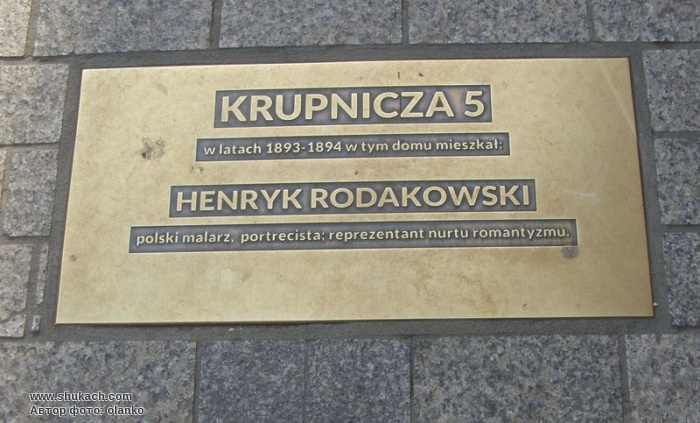 KRUPNICZA 5
w latach 1893-1894 w tym domu mieszkał:
HENRYK RODAKOWSKI
polski malarz, portrecista; reprezentant nurtu romantyzmu.
www.shukach.com
Автор фото: olanko